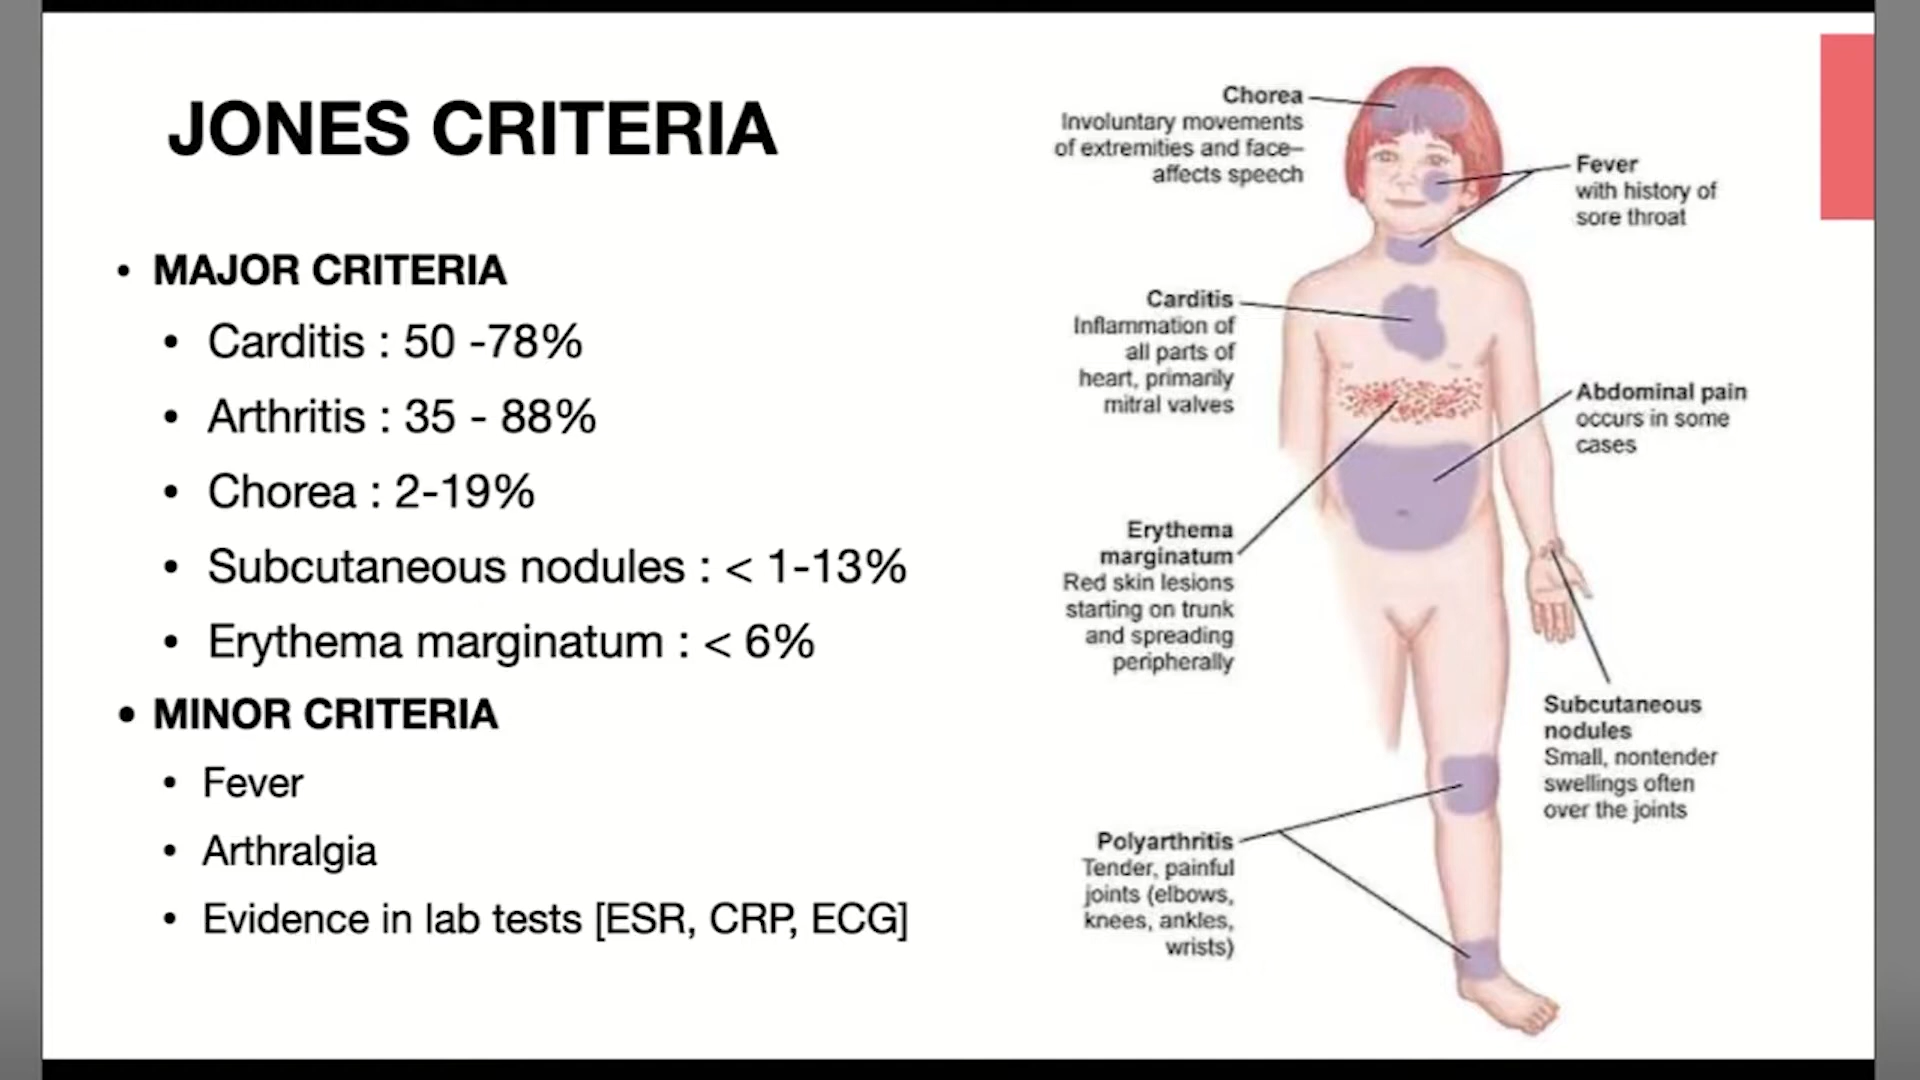 JONES CRITERIA
• MAJOR CRITERIA
• Carditis : 50 -78%
• Arthritis : 35 - 88%
• Chorea : 2-19%
• Subcutaneous nodules : < 1-13%
• Erythema marginatum : < 6%
• MINOR CRITERIA
• Fever
• Arthralgia
• Evidence in lab tests [ESR, CRP, ECG]
Chorea
Involuntary movements
of extremities and face–
affects speech
Fever
with history of
sore throat
Carditis
Inflammation of
all parts of
heart, primarily
mitral valves
Abdominal pain
occurs in some
cases
Erythema
marginatum
Red skin lesions
starting on trunk
and spreading
peripherally
Subcutaneous
nodules
Small, nontender
swellings often
over the joints
Polyarthritis
Tender, painful
joints (elbows,
knees, ankles,
wrists)